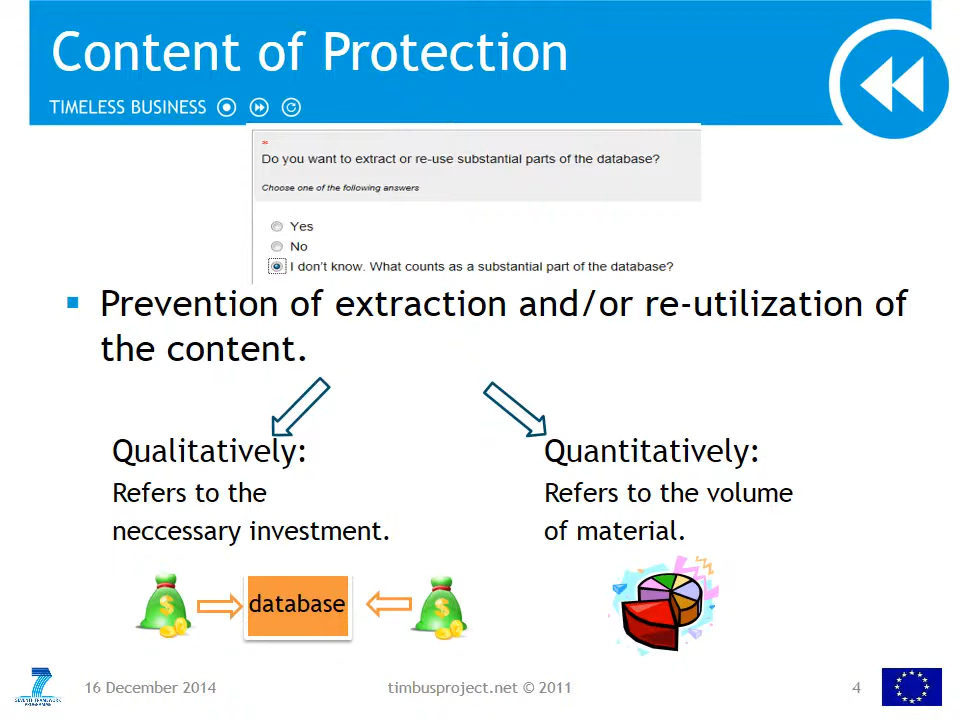 Content of Protection
TIMELESS BUSINESS
*
Do you want to extract or re-use substantial parts of the database?
Choose one of the following answers
Yes
No
I don't know. What counts as a substantial part of the database?
Prevention of extraction and/or re-utilization of
the content.
Qualitatively:
Refers to the
neccessary investment.
Quantitatively:
Refers to the volume
of material.
$
database
$
SEVENTH FRAMEWORK
PROGRAMME
16 December 2014
timbusproject.net © 2011
4